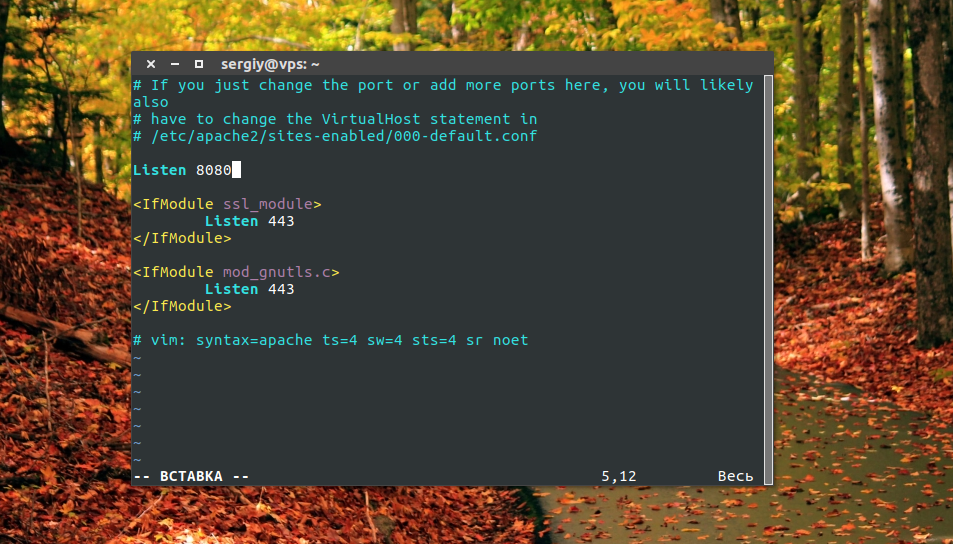 sergiy@vps: ~
# If you just change the port or add more ports here, you will likely
also
# have to change the VirtualHost statement in
# /etc/apache2/sites-enabled/000-default.conf
Listen 8080
<IfModule ssl_module>
        Listen 443
</IfModule>
<IfModule mod_gnutls.c>
        Listen 443
</IfModule>
# vim: syntax=apache ts=4 sw=4 sts=4 sr noet
~
~
~
~
~
~
~
-- ВСТАВКА -- 5,12 Весь